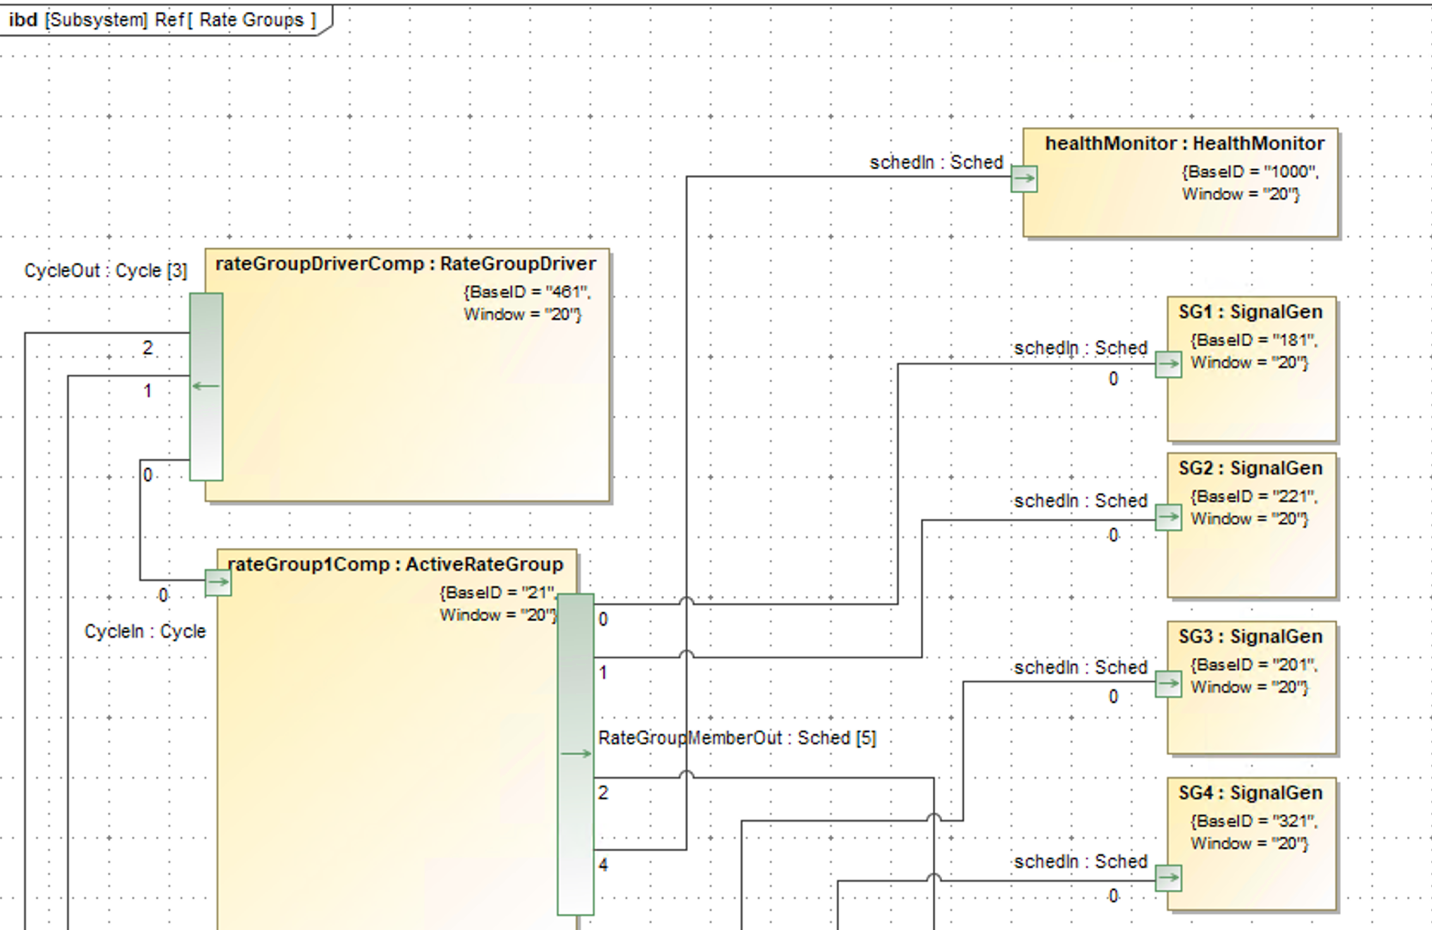 ibd [Subsystem] Ref[ Rate Groups ]
healthMonitor : HealthMonitor
{BaseID = "1000",
Window = "20"}
schedIn : Sched
rateGroupDriverComp : RateGroupDriver
{BaseID = "461",
Window = "20"}
CycleOut : Cycle [3]
2
1
0
SG1 : SignalGen
{BaseID = "181",
Window = "20"}
schedIn : Sched
0
SG2 : SignalGen
{BaseID = "221",
Window = "20"}
schedIn : Sched
0
rateGroup1Comp : ActiveRateGroup
{BaseID = "21",
Window = "20"}
0
CycleIn : Cycle
0
1
RateGroupMemberOut : Sched [5]
2
4
SG3 : SignalGen
{BaseID = "201",
Window = "20"}
schedIn : Sched
0
SG4 : SignalGen
{BaseID = "321",
Window = "20"}
schedIn : Sched
0